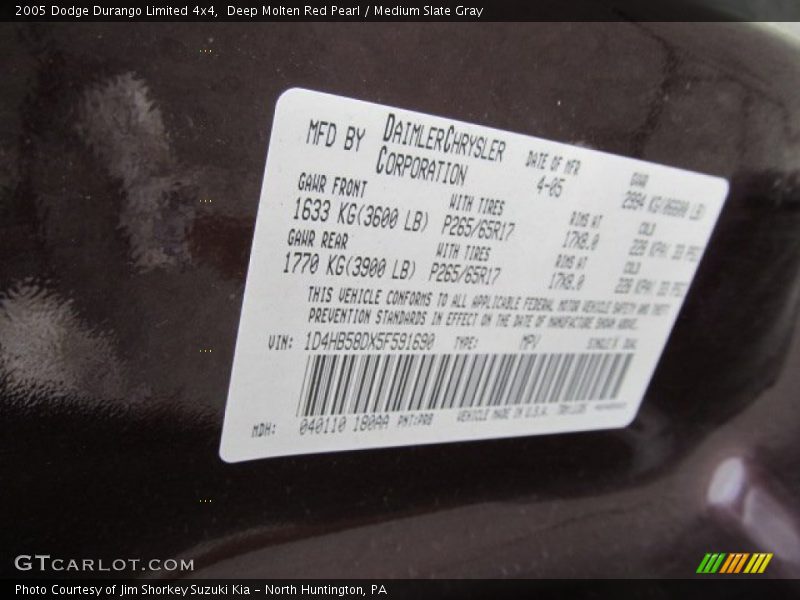 2005 Dodge Durango Limited 4x4,  Deep Molten Red Pearl / Medium Slate Gray
MFD BY DAIMLERCHRYSLER CORPORATION
DATE OF MFR
4-05
GAWR FRONT
1633 KG(3600 LB)
WITH TIRES
P265/65R17
RIMS AT
17X8.0
COLD
GAWR REAR
1770 KG(3900 LB)
WITH TIRES
P265/65R17
RIMS AT
17X8.0
COLD
THIS VEHICLE CONFORMS TO ALL APPLICABLE FEDERAL MOTOR VEHICLE SAFETY AND THEFT
PREVENTION STANDARDS IN EFFECT ON THE DATE OF MANUFACTURE SHOWN ABOVE.
VIN: 1D4HB58DX5F591690 TYPE: MPV
MDH: 040110 180AA PNT:PR8 VEHICLE MADE IN U.S.A.
GTCARLOT.COM
Photo Courtesy of Jim Shorkey Suzuki Kia - North Huntington, PA